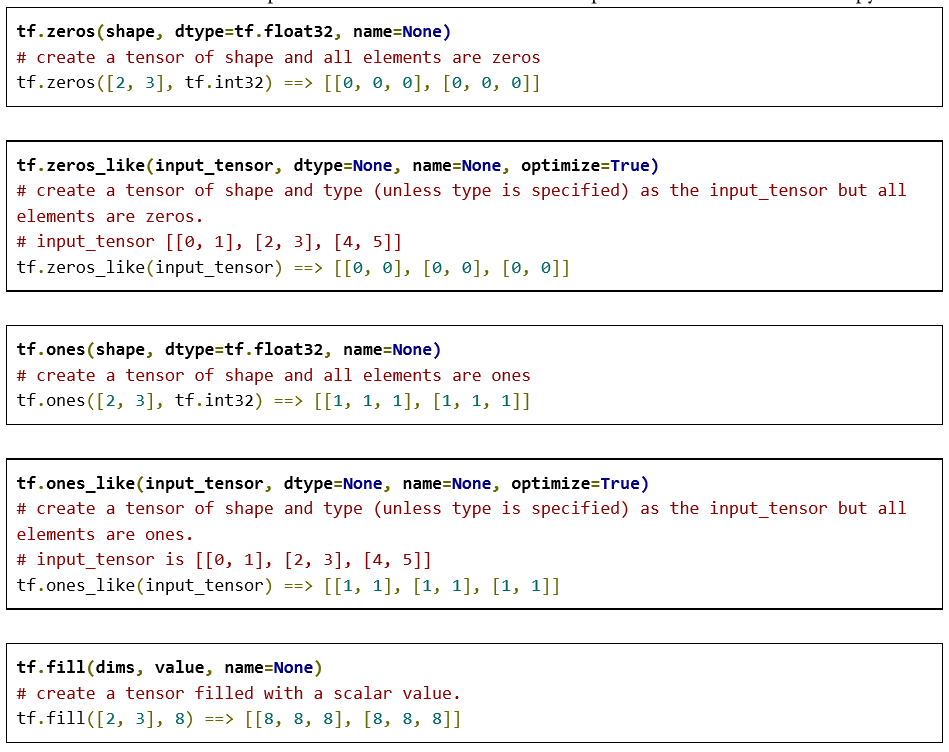 tf.zeros(shape, dtype=tf.float32, name=None)
# create a tensor of shape and all elements are zeros
tf.zeros([2, 3], tf.int32) ==> [[0, 0, 0], [0, 0, 0]]
tf.zeros_like(input_tensor, dtype=None, name=None, optimize=True)
# create a tensor of shape and type (unless type is specified) as the input_tensor but all
elements are zeros.
# input_tensor [[0, 1], [2, 3], [4, 5]]
tf.zeros_like(input_tensor) ==> [[0, 0], [0, 0], [0, 0]]
tf.ones(shape, dtype=tf.float32, name=None)
# create a tensor of shape and all elements are ones
tf.ones([2, 3], tf.int32) ==> [[1, 1, 1], [1, 1, 1]]
tf.ones_like(input_tensor, dtype=None, name=None, optimize=True)
# create a tensor of shape and type (unless type is specified) as the input_tensor but all
elements are ones.
# input_tensor is [[0, 1], [2, 3], [4, 5]]
tf.ones_like(input_tensor) ==> [[1, 1], [1, 1], [1, 1]]
tf.fill(dims, value, name=None)
# create a tensor filled with a scalar value.
tf.fill([2, 3], 8) ==> [[8, 8, 8], [8, 8, 8]]